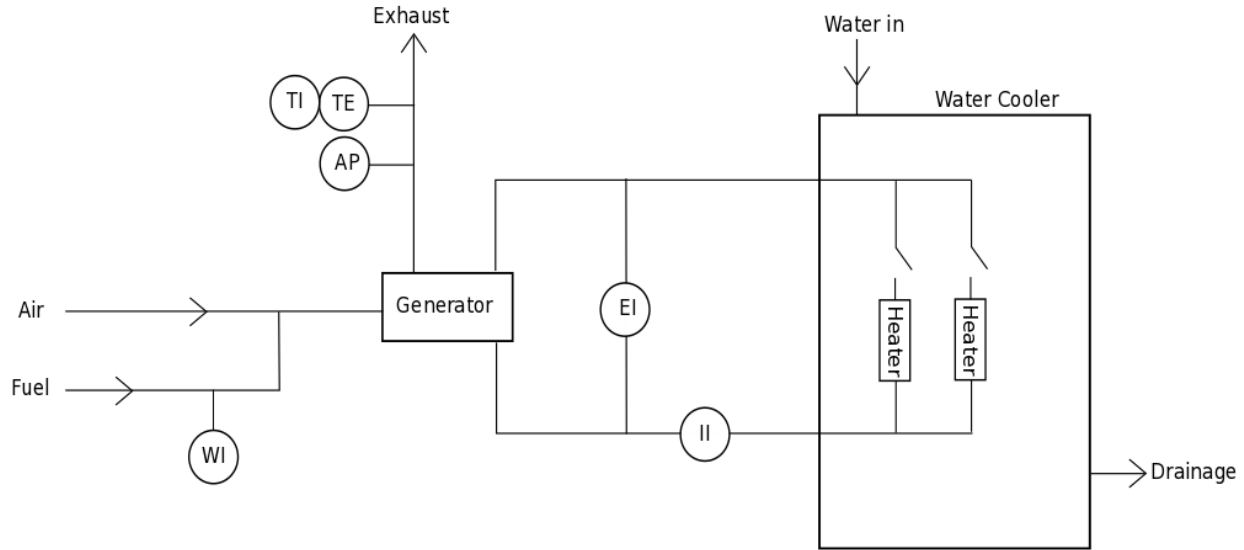 Exhaust
Water in
TI
TE
Water Cooler
AP
Air
Generator
EI
Heater
Heater
Fuel
II
WI
Drainage